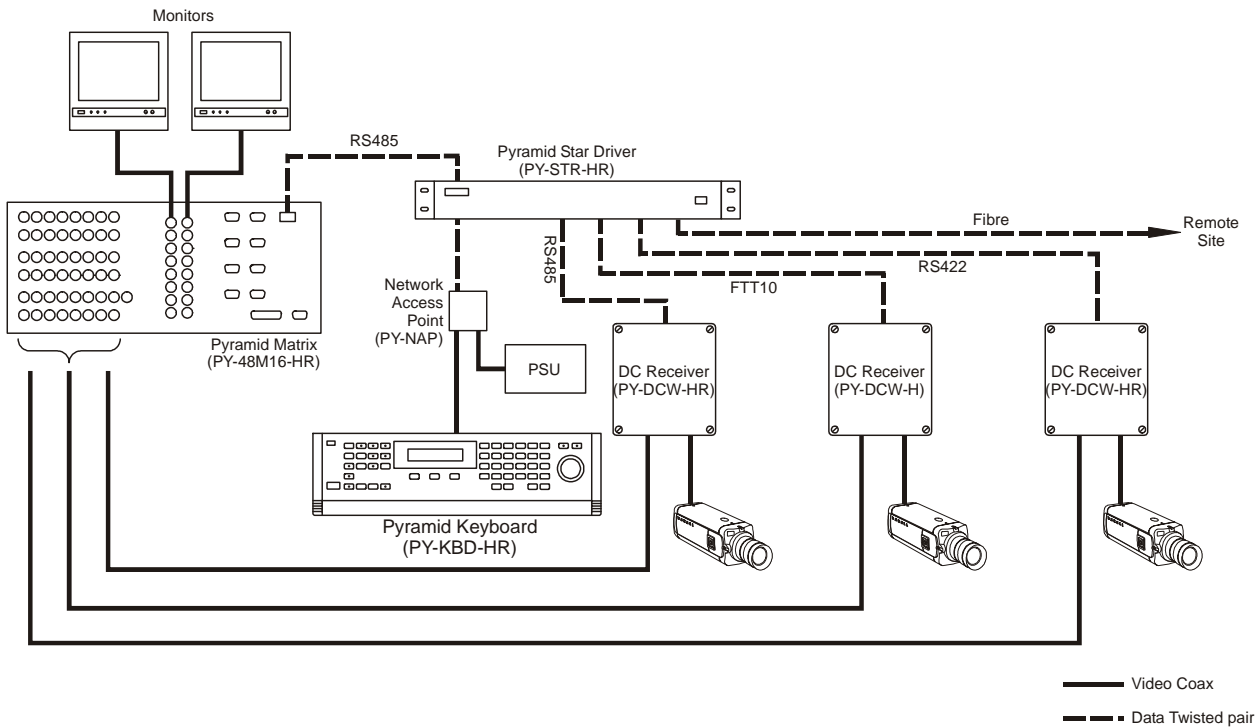 Monitors
RS485
Pyramid Star Driver
(PY-STR-HR)
Fibre
Remote
Site
RS485
RS422
FTT10
Network
Access
Point
(PY-NAP)
Pyramid Matrix
(PY-48M16-HR)
PSU
DC Receiver
(PY-DCW-HR)
DC Receiver
(PY-DCW-H)
DC Receiver
(PY-DCW-HR)
Pyramid Keyboard
(PY-KBD-HR)
Video Coax
Data Twisted pair